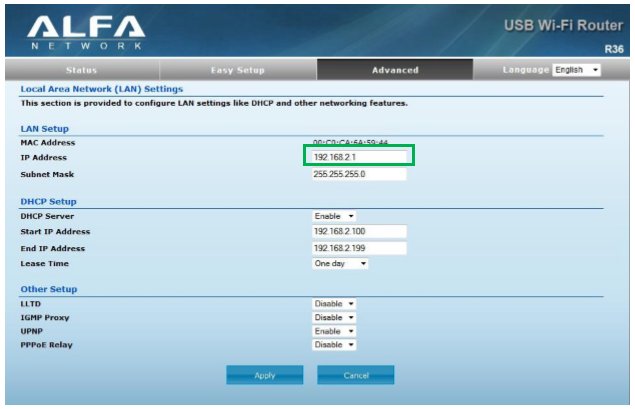 ALFA
NETWORK
USB Wi-Fi Router
R36
Status Easy Setup Advanced Language English
Local Area Network (LAN) Settings
This section is provided to configure LAN settings like DHCP and other networking features.
LAN Setup
MAC Address 00:C0:CA:6A:59:44
IP Address 192.168.2.1
Subnet Mask 255.255.255.0
DHCP Setup
DHCP Server Enable
Start IP Address 192.168.2.100
End IP Address 192.168.2.199
Lease Time One day
Other Setup
LLTD Disable
IGMP Proxy Disable
UPNP Enable
PPPoE Relay Disable
Apply Cancel